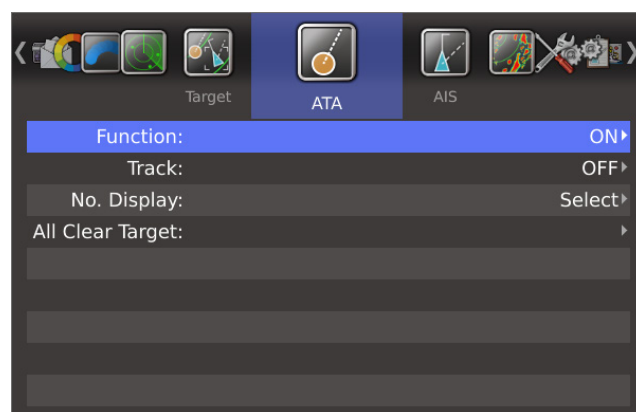 Target
ATA
AIS
Function: ON
Track: OFF
No. Display: Select
All Clear Target: